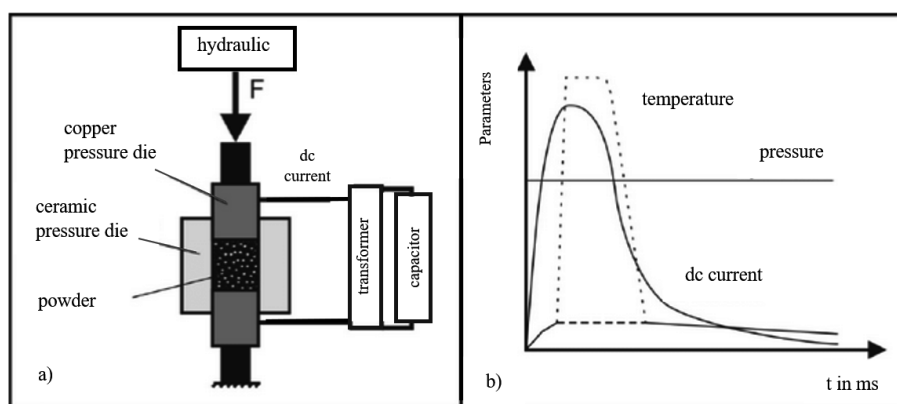 hydraulic
F
copper
pressure die
dc
current
ceramic
pressure die
transformer
capacitor
powder
a)
Parameters
temperature
pressure
dc current
b)
t in ms